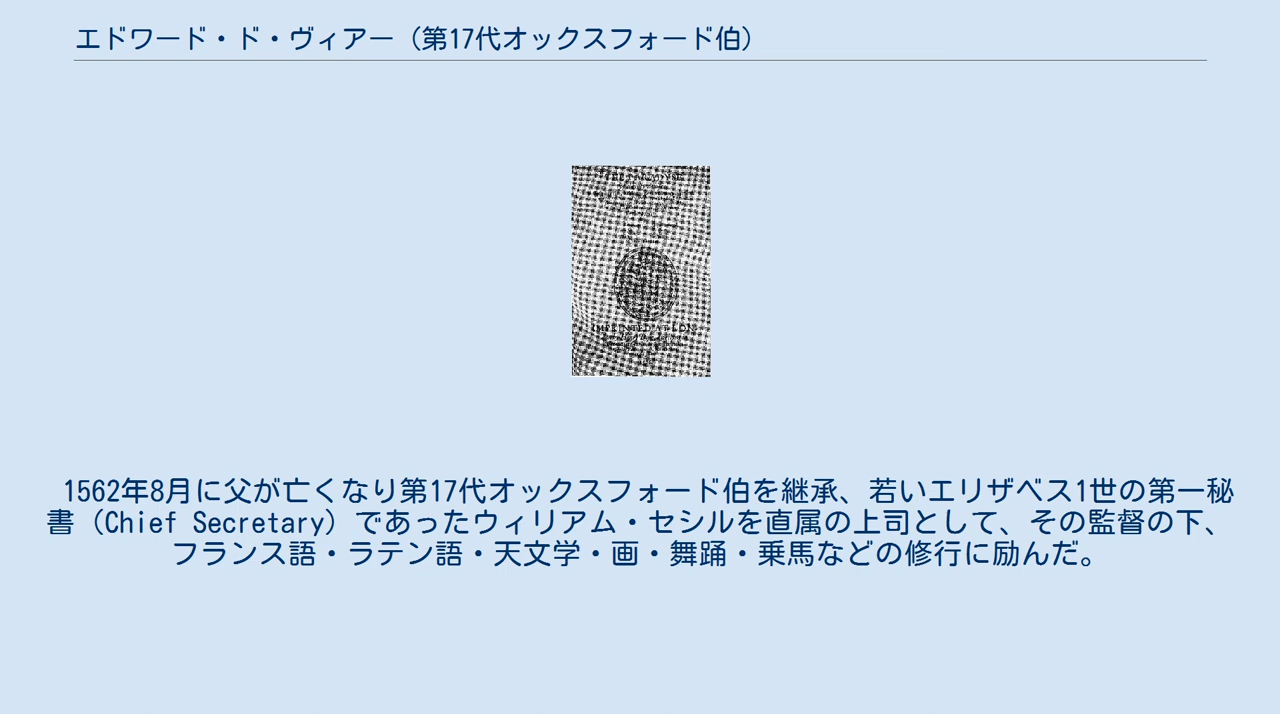 エドワード・ド・ヴィアー（第17代オックスフォード伯）
IMPRINTED AT LON
1562年8月に父が亡くなり第17代オックスフォード伯を継承、若いエリザベス1世の第一秘
書（Chief Secretary）であったウィリアム・セシルを直属の上司として、その監督の下、
フランス語・ラテン語・天文学・画・舞踊・乗馬などの修行に励んだ。